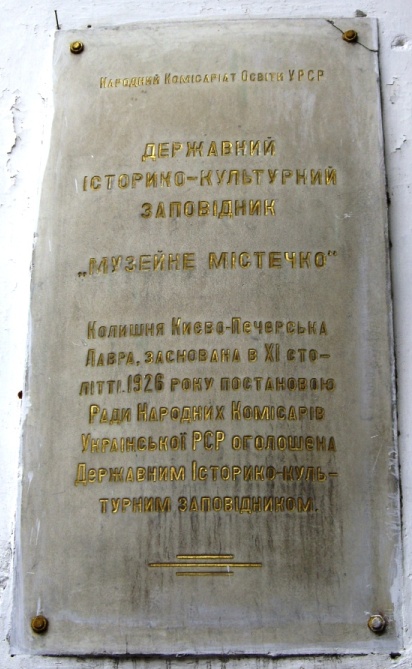 Народний Комісаріат Освіти УРСР
ДЕРЖАВНИЙ
ІСТОРИКО-КУЛЬТУРНИЙ
ЗАПОВІДНИК
„МУЗЕЙНЕ МІСТЕЧКО"
Колишня Києво-Печерська
Лавра, заснована в XI сто-
літті. 1926 року постановою
Ради Народних Комісарів
Української РСР оголошена
Державним Історико-куль-
турним заповідником.